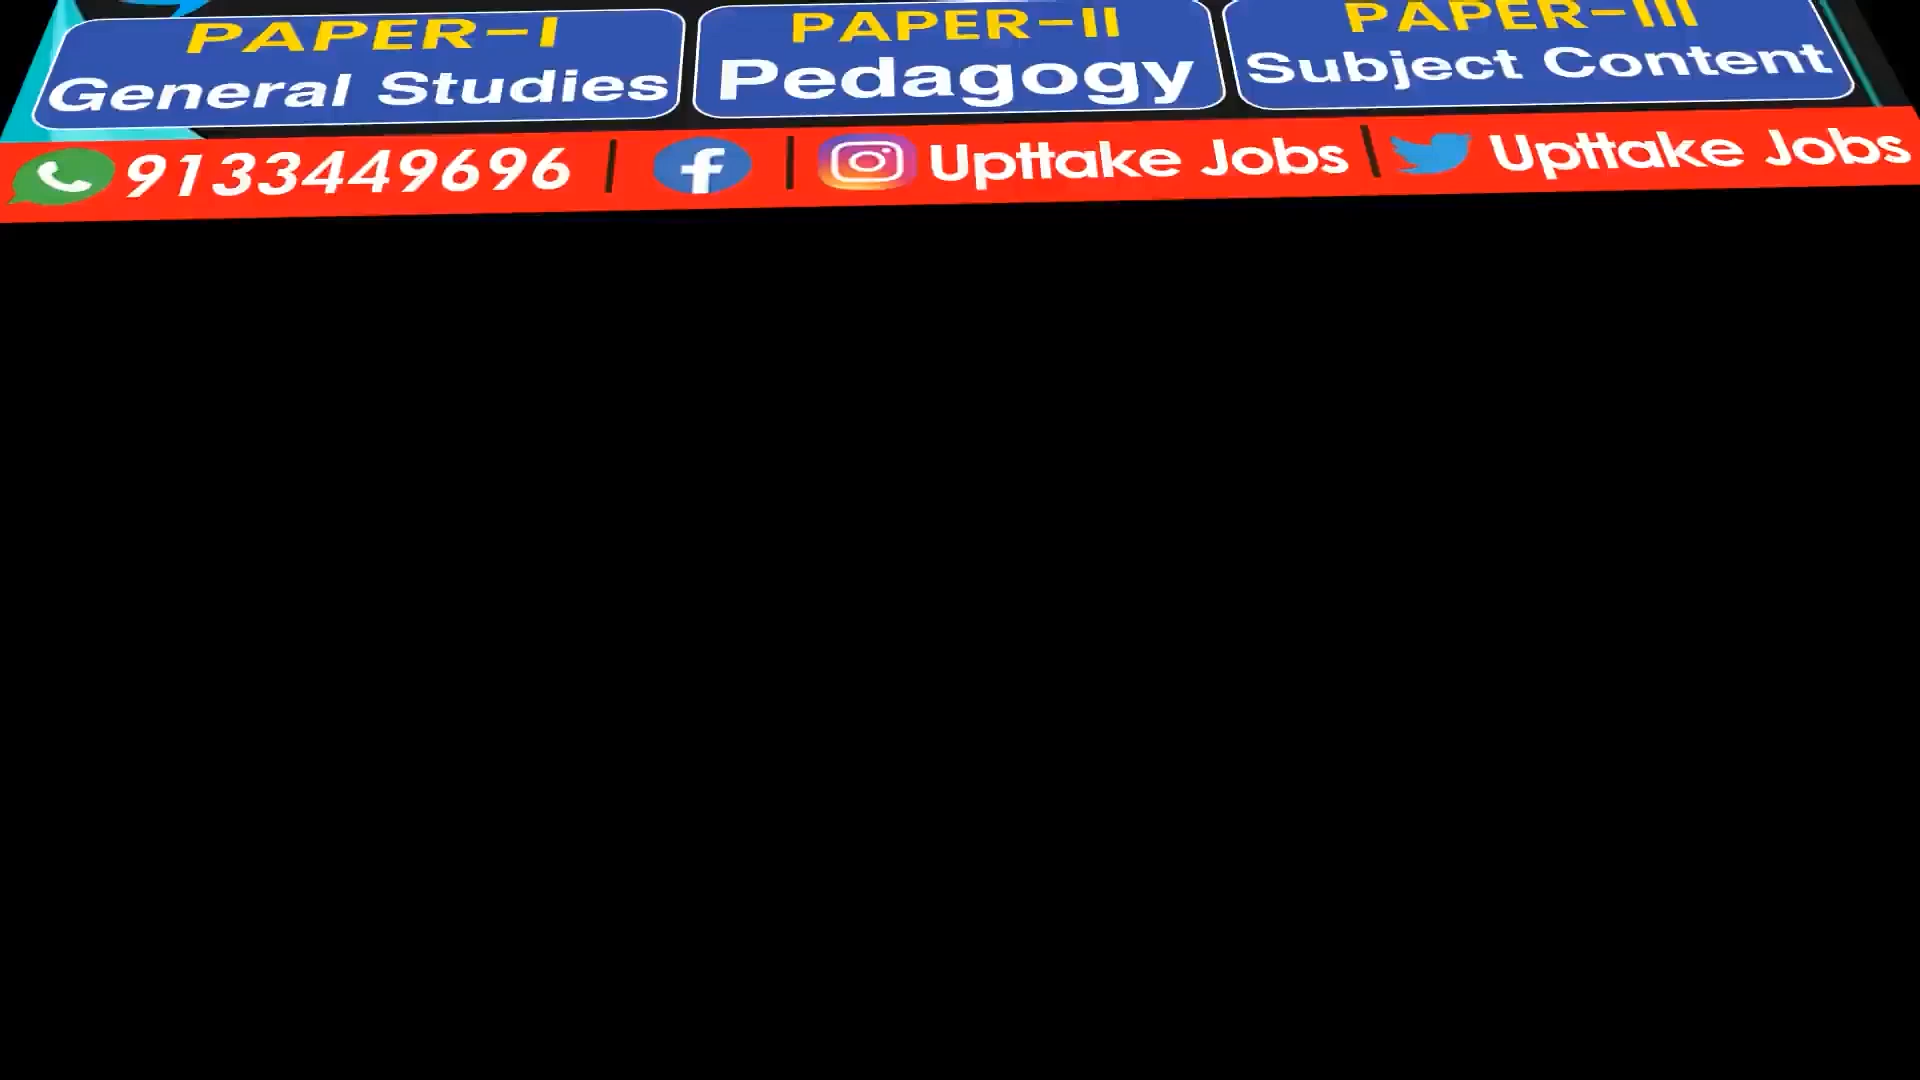 PAPER-I
General Studies
PAPER-II
Pedagogy
PAPER-III
Subject Content
9133449696 | | Upttake Jobs | Upttake Jobs